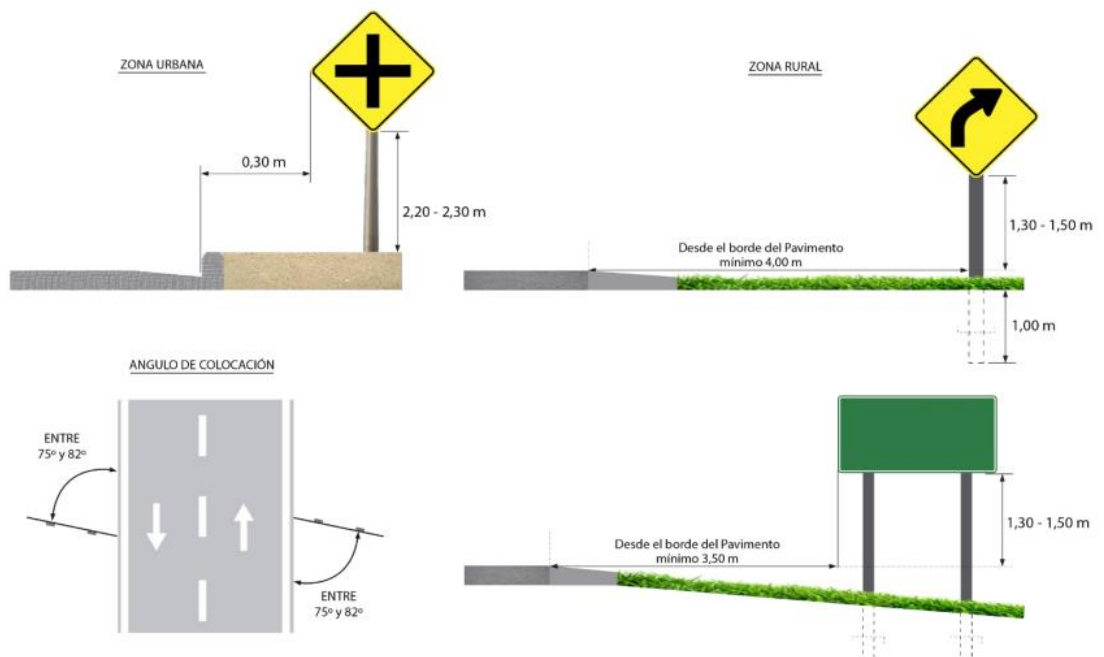 ZONA URBANA
0,30 m
2,20 - 2,30 m
ZONA RURAL
1,30 - 1,50 m
Desde el borde del Pavimento
mínimo 4,00 m
1,00 m
ANGULO DE COLOCACIÓN
ENTRE
75º y 82º
ENTRE
75º y 82º
1,30 - 1,50 m
Desde el borde del Pavimento
mínimo 3,50 m